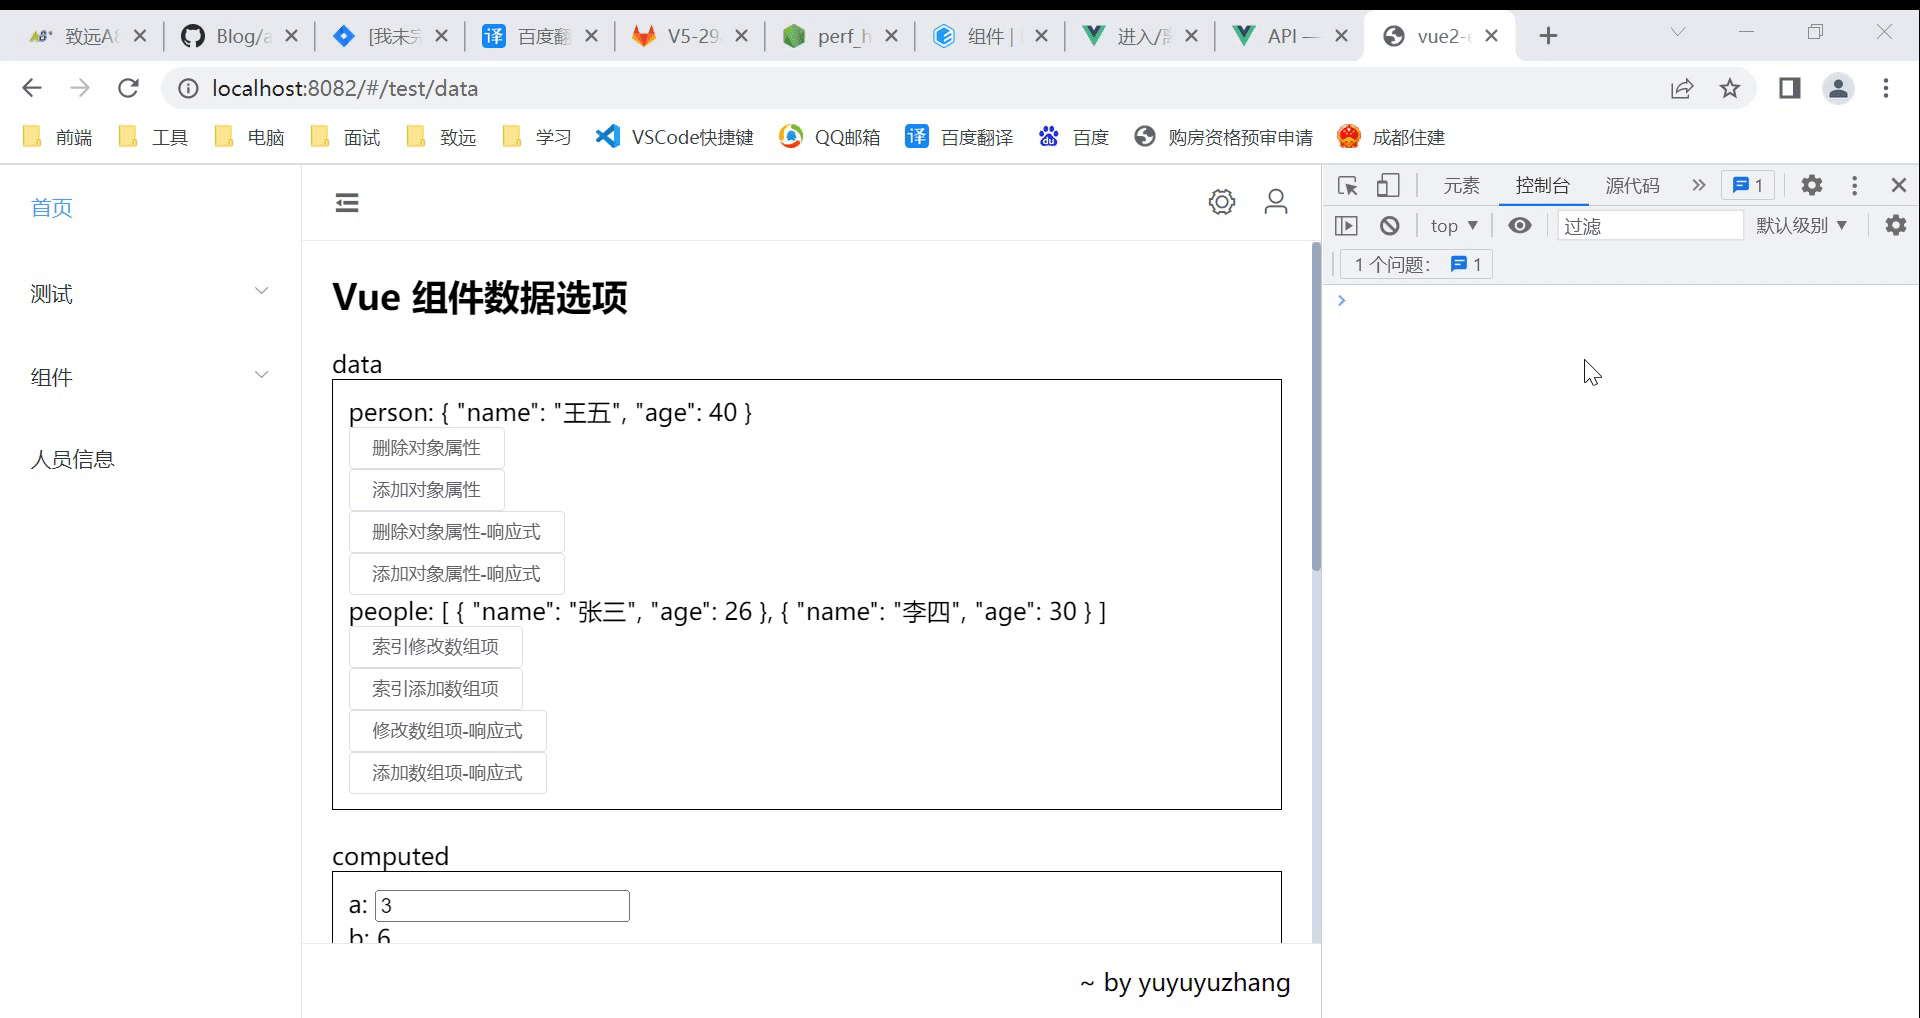 致远A8
Blog/a
[我未完
百度翻
V5-29
perf_h
组件 |
进入/离
API —
vue2-e
localhost:8082/#/test/data
前端 工具 电脑 面试 致远 学习 VSCode快捷键 QQ邮箱 译 百度翻译 百度 购房资格预审申请 成都住建
首页
测试
组件
人员信息
Vue 组件数据选项
data
person: { "name": "王五", "age": 40 }
删除对象属性
添加对象属性
删除对象属性-响应式
添加对象属性-响应式
people: [ { "name": "张三", "age": 26 }, { "name": "李四", "age": 30 } ]
索引修改数组项
索引添加数组项
修改数组项-响应式
添加数组项-响应式
computed
a: 3
b: 6
~ by yuyuyuzhang
元素 控制台 源代码 » 1
top 过滤 默认级别
1 个问题: 1